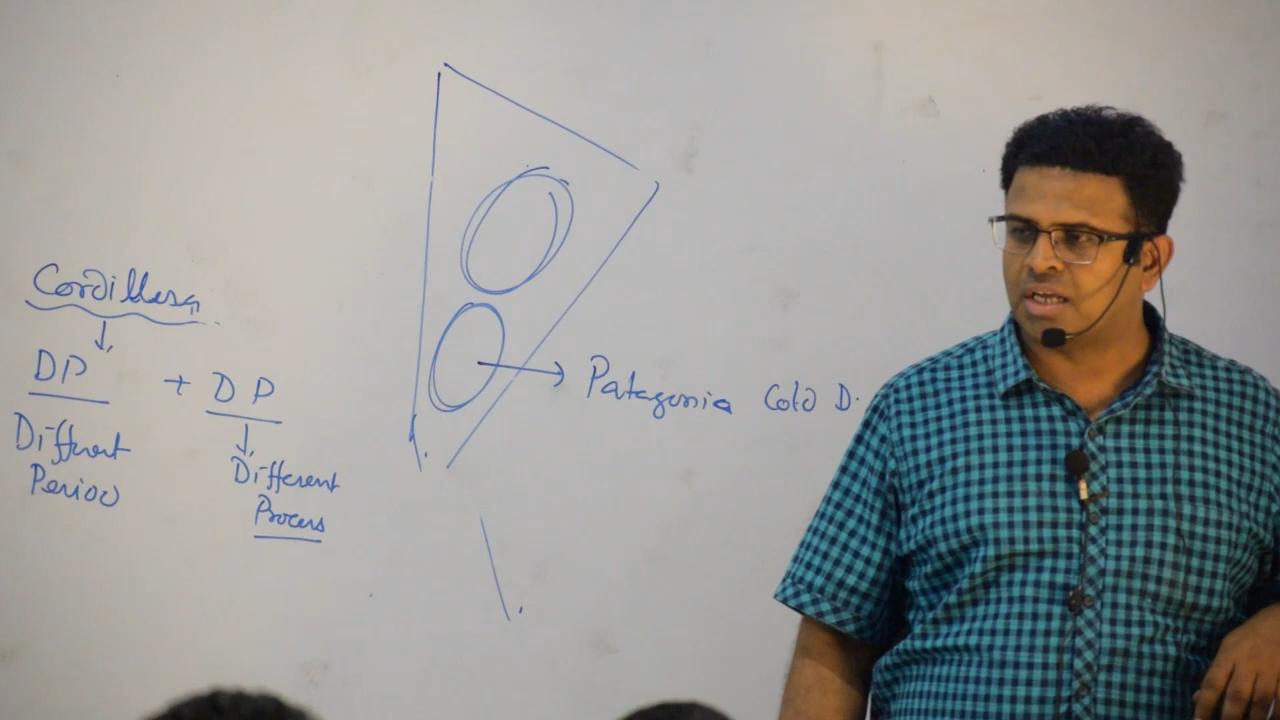 Cordillera
DP + DP
Different
Period
Different
Process
Patagonia Cold D.